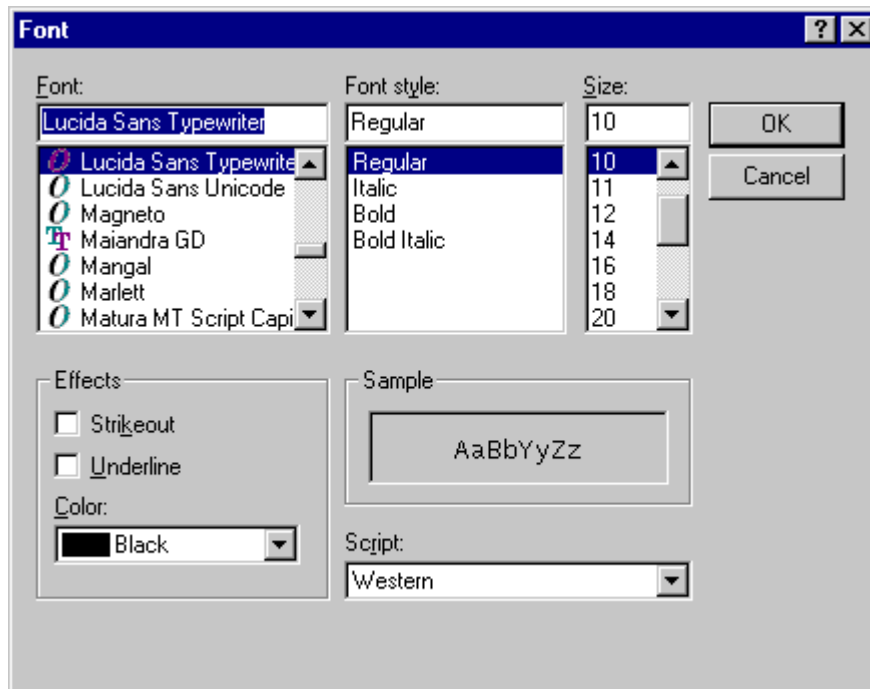 Font
Font:
Lucida Sans Typewriter
Lucida Sans Typewrite
Lucida Sans Unicode
Magneto
Maiandra GD
Mangal
Marlett
Matura MT Script Capi
Font style:
Regular
Regular
Italic
Bold
Bold Italic
Size:
10
10
11
12
14
16
18
20
OK
Cancel
Effects
Strikeout
Underline
Color:
Black
Sample
AaBbYyZz
Script:
Western